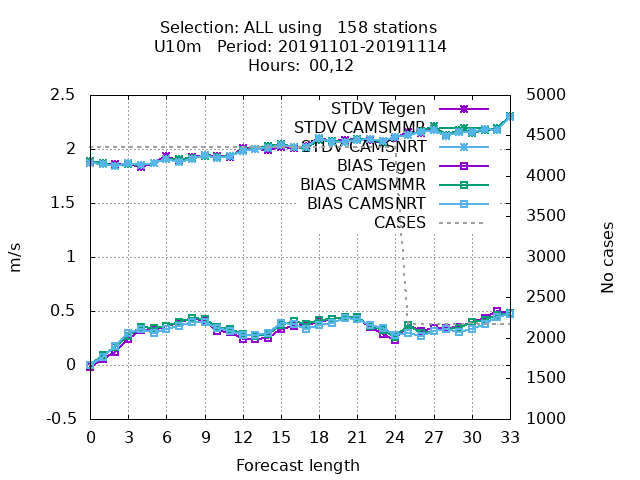 Selection: ALL using   158 stations
U10m   Period: 20191101-20191114
Hours:  00,12
STDV Tegen
STDV CAMSMMR
STDV CAMSNRT
BIAS Tegen
BIAS CAMSMMR
BIAS CAMSNRT
CASES
2.5
2
1.5
1
0.5
0
-0.5
5000
4500
4000
3500
3000
2500
2000
1500
1000
m/s
No cases
0 3 6 9 12 15 18 21 24 27 30 33
Forecast length